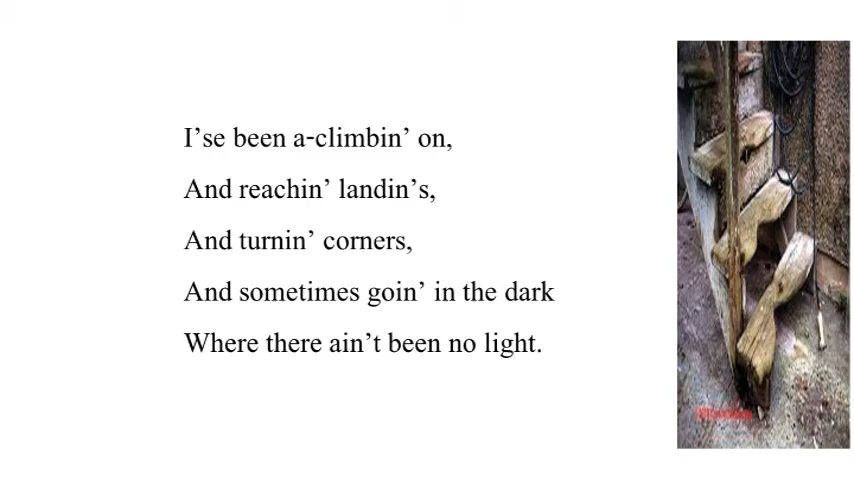 I’se been a-climbin’ on,
And reachin’ landin’s,
And turnin’ corners,
And sometimes goin’ in the dark
Where there ain’t been no light.